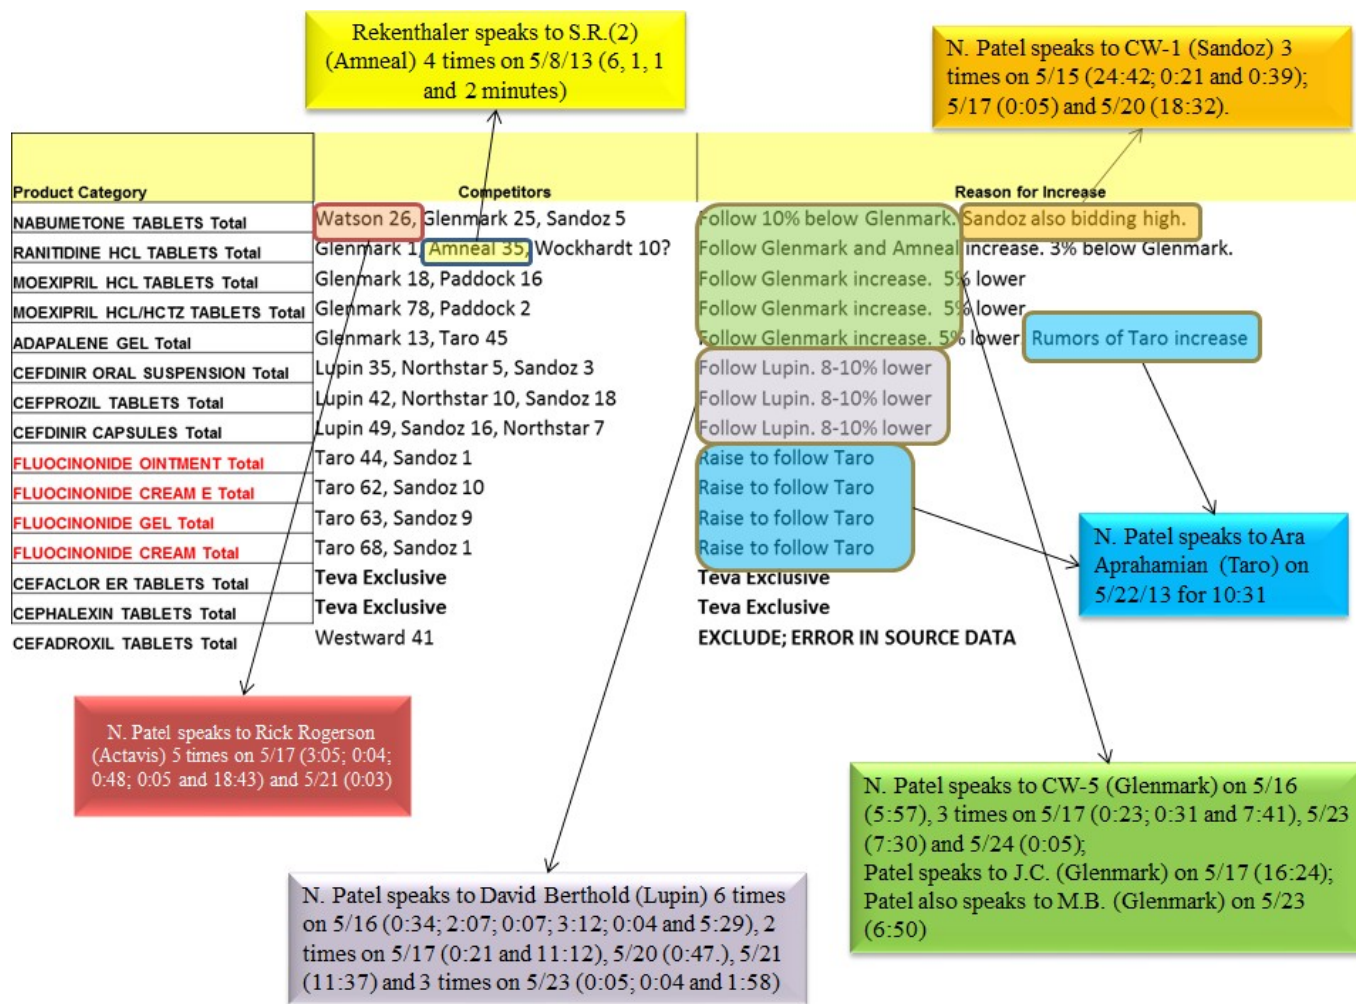 Rekenthaler speaks to S.R.(2)
(Amneal) 4 times on 5/8/13 (6, 1, 1
and 2 minutes)
N. Patel speaks to CW-1 (Sandoz) 3
times on 5/15 (24:42; 0:21 and 0:39);
5/17 (0:05) and 5/20 (18:32).
Product Category Competitors Reason for Increase
NABUMETONE TABLETS Total Watson 26, Glenmark 25, Sandoz 5 Follow 10% below Glenmark. Sandoz also bidding high.
RANITIDINE HCL TABLETS Total Glenmark 1, Amneal 35, Wockhardt 10? Follow Glenmark and Amneal increase. 3% below Glenmark.
MOEXIPRIL HCL TABLETS Total Glenmark 18, Paddock 16 Follow Glenmark increase. 5% lower
MOEXIPRIL HCL/HCTZ TABLETS Total Glenmark 78, Paddock 2 Follow Glenmark increase. 5% lower
ADAPALENE GEL Total Glenmark 13, Taro 45 Follow Glenmark increase. 5% lower Rumors of Taro increase
CEFDINIR ORAL SUSPENSION Total Lupin 35, Northstar 5, Sandoz 3 Follow Lupin. 8-10% lower
CEFPROZIL TABLETS Total Lupin 42, Northstar 10, Sandoz 18 Follow Lupin. 8-10% lower
CEFDINIR CAPSULES Total Lupin 49, Sandoz 16, Northstar 7 Follow Lupin. 8-10% lower
FLUOCINONIDE OINTMENT Total Taro 44, Sandoz 1 Raise to follow Taro
FLUOCINONIDE CREAM E Total Taro 62, Sandoz 10 Raise to follow Taro
FLUOCINONIDE GEL Total Taro 63, Sandoz 9 Raise to follow Taro
FLUOCINONIDE CREAM Total Taro 68, Sandoz 1 Raise to follow Taro
CEFACLOR ER TABLETS Total Teva Exclusive Teva Exclusive
CEPHALEXIN TABLETS Total Teva Exclusive Teva Exclusive
CEFADROXIL TABLETS Total Westward 41 EXCLUDE; ERROR IN SOURCE DATA
N. Patel speaks to Ara
Aprahamian (Taro) on
5/22/13 for 10:31
N. Patel speaks to Rick Rogerson
(Actavis) 5 times on 5/17 (3:05; 0:04;
0:48; 0:05 and 18:43) and 5/21 (0:03)
N. Patel speaks to CW-5 (Glenmark) on 5/16
(5:57), 3 times on 5/17 (0:23; 0:31 and 7:41), 5/23
(7:30) and 5/24 (0:05);
Patel speaks to J.C. (Glenmark) on 5/17 (16:24);
Patel also speaks to M.B. (Glenmark) on 5/23
(6:50)
N. Patel speaks to David Berthold (Lupin) 6 times
on 5/16 (0:34; 2:07; 0:07; 3:12; 0:04 and 5:29), 2
times on 5/17 (0:21 and 11:12), 5/20 (0:47.), 5/21
(11:37) and 3 times on 5/23 (0:05; 0:04 and 1:58)